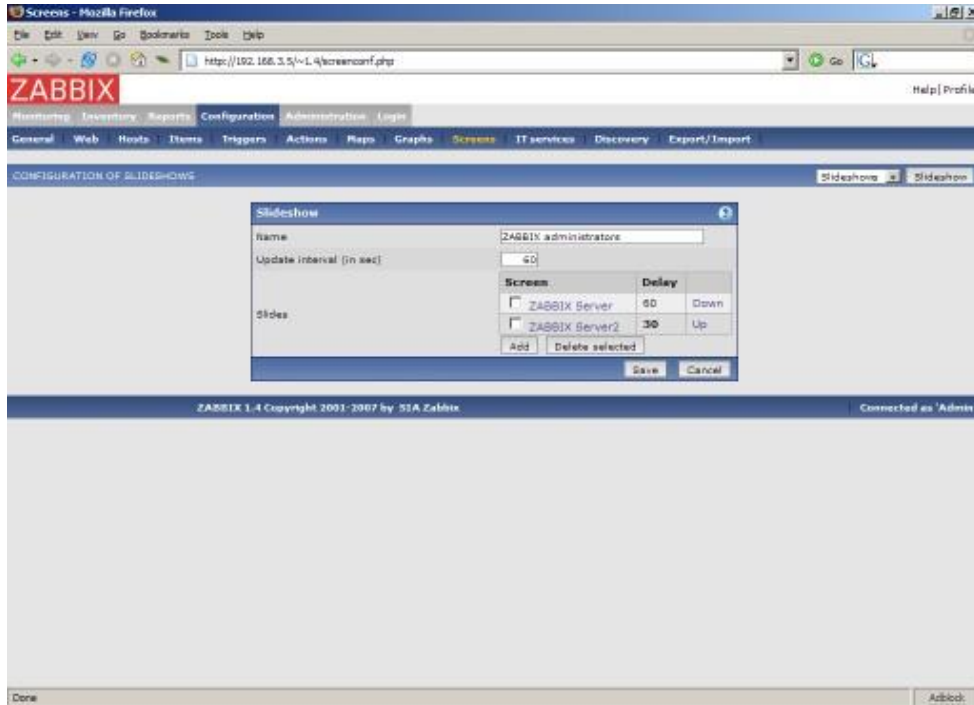 Screens - Mozilla Firefox
File Edit View Go Bookmarks Tools Help
http://192.168.3.5/~1.4/screenconf.php
Go
ZABBIX
Help | Profile
Monitoring Inventory Reports Configuration Administration Login
General Web Hosts Items Triggers Actions Maps Graphs Screens IT services Discovery Export/Import
CONFIGURATION OF SLIDESHOWS
Slideshows
Slideshow
Slideshow
Name
ZABBIX administrators
Update interval (in sec)
60
Slides
Screen Delay
ZABBIX Server 60 Down
ZABBIX Server2 30 Up
Add Delete selected
Save Cancel
ZABBIX 1.4 Copyright 2001-2007 by SIA Zabbix
Connected as 'Admin
Done
Adblock